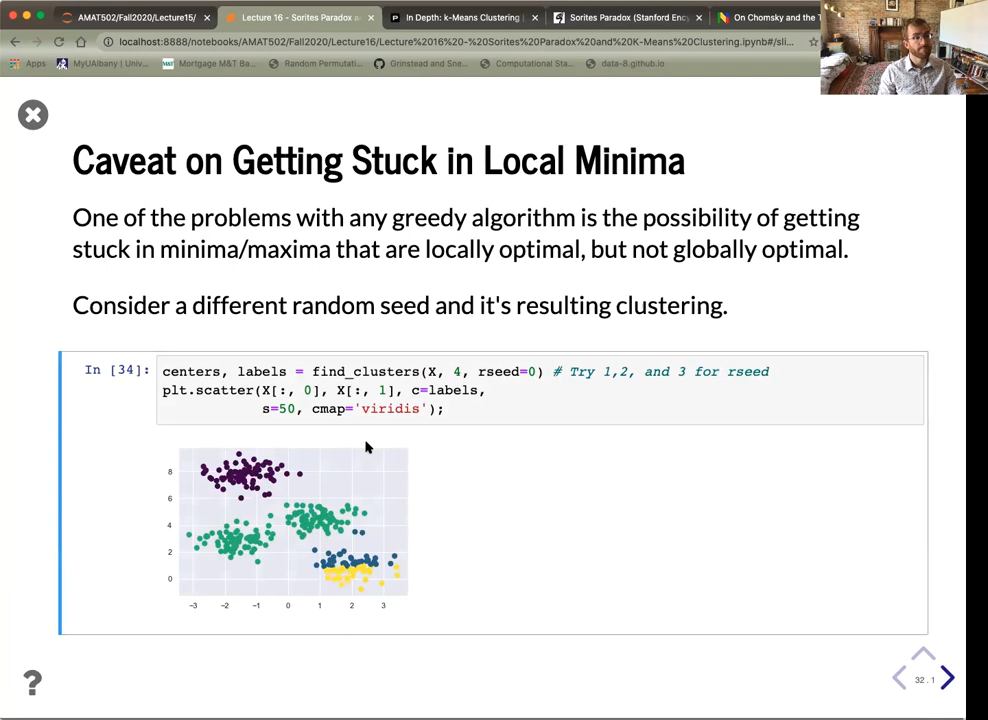 AMAT502/Fall2020/Lecture15/
Lecture 16 - Sorites Paradox a
In Depth: k-Means Clustering
Sorites Paradox (Stanford Enc
On Chomsky and the T
localhost:8888/notebooks/AMAT502/Fall2020/Lecture16/Lecture%2016%20-%20Sorites%20Paradox%20and%20K-Means%20Clustering.ipynb#/sli...
Apps
MyUAlbany | Univ...
Mortgage M&T Ba...
Random Permutati...
Grinstead and Sne...
Computational Sta...
data-8.github.io
Caveat on Getting Stuck in Local Minima
One of the problems with any greedy algorithm is the possibility of getting
stuck in minima/maxima that are locally optimal, but not globally optimal.
Consider a different random seed and it's resulting clustering.
In [34]:
centers, labels = find_clusters(X, 4, rseed=0) # Try 1,2, and 3 for rseed
plt.scatter(X[:, 0], X[:, 1], c=labels,
s=50, cmap='viridis');
8
6
4
2
0
-3 -2 -1 0 1 2 3
?
32.1